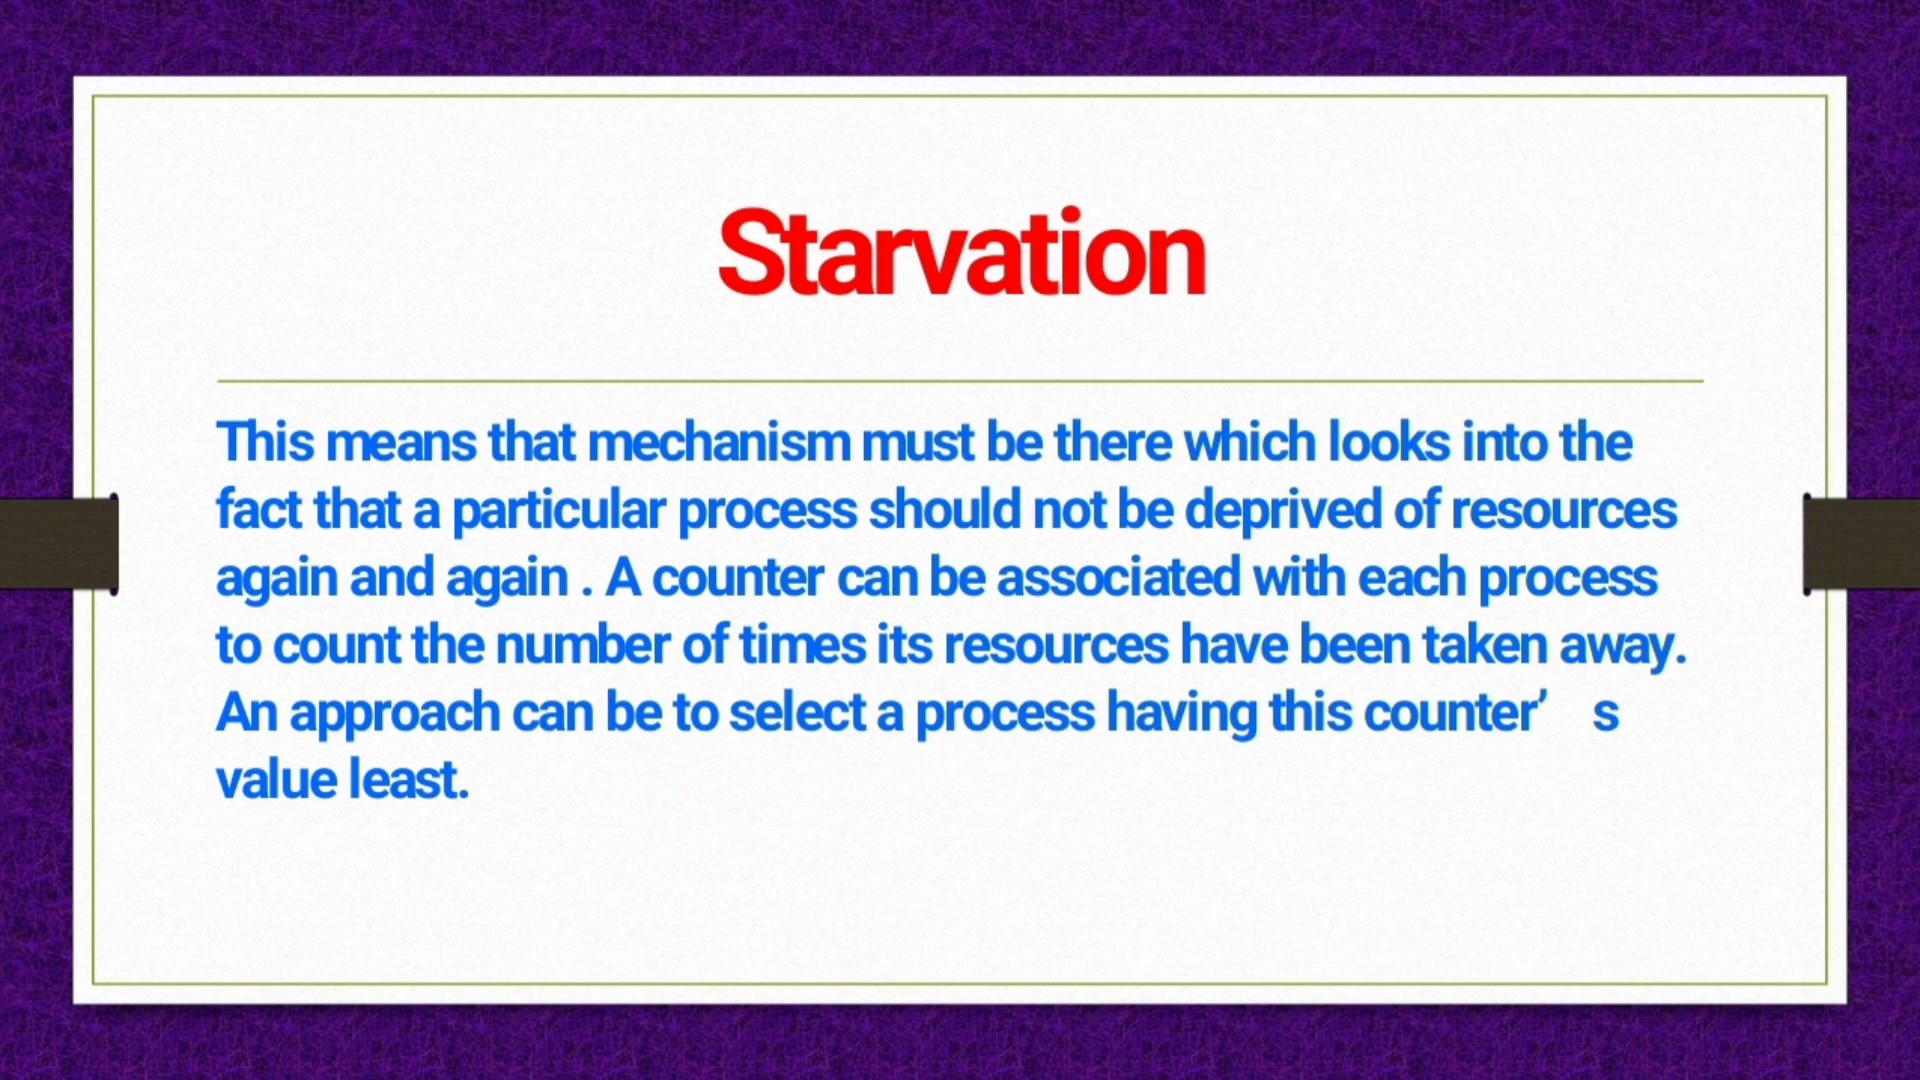 Starvation
This means that mechanism must be there which looks into the
fact that a particular process should not be deprived of resources
again and again . A counter can be associated with each process
to count the number of times its resources have been taken away.
An approach can be to select a process having this counter’ s
value least.